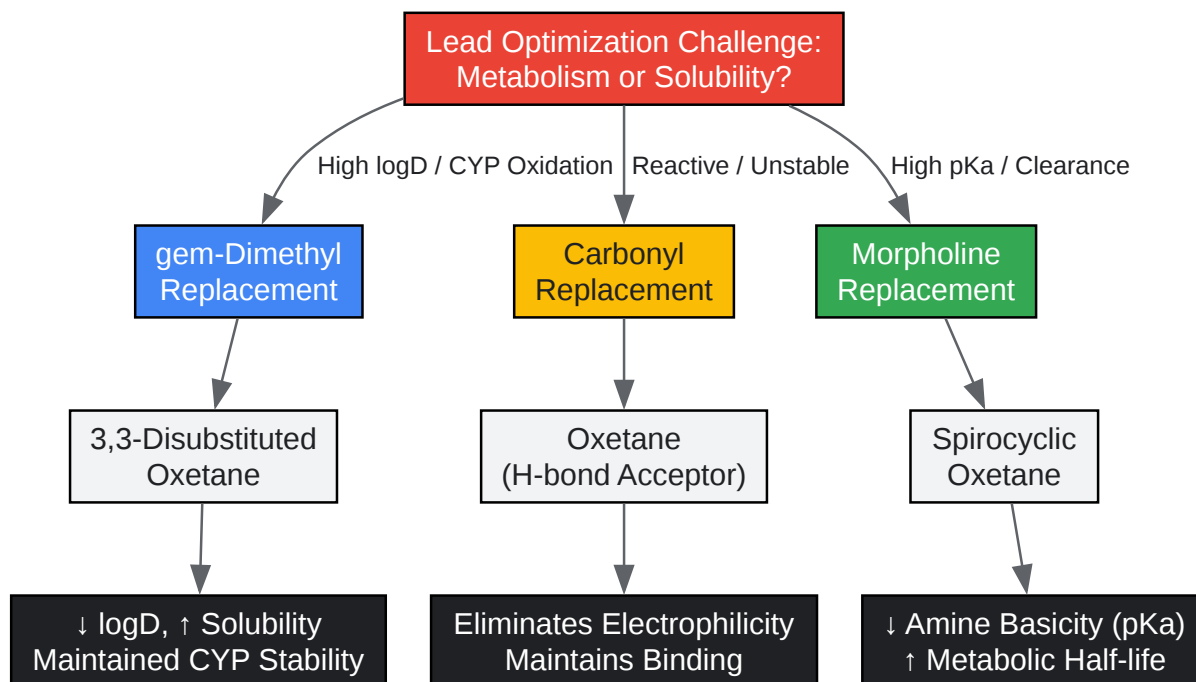 Lead Optimization Challenge:
Metabolism or Solubility?
High logD / CYP Oxidation
Reactive / Unstable
High pKa / Clearance
gem-Dimethyl
Replacement
Carbonyl
Replacement
Morpholine
Replacement
3,3-Disubstituted
Oxetane
Oxetane
(H-bond Acceptor)
Spirocyclic
Oxetane
↓ logD, ↑ Solubility
Maintained CYP Stability
Eliminates Electrophilicity
Maintains Binding
↓ Amine Basicity (pKa)
↑ Metabolic Half-life